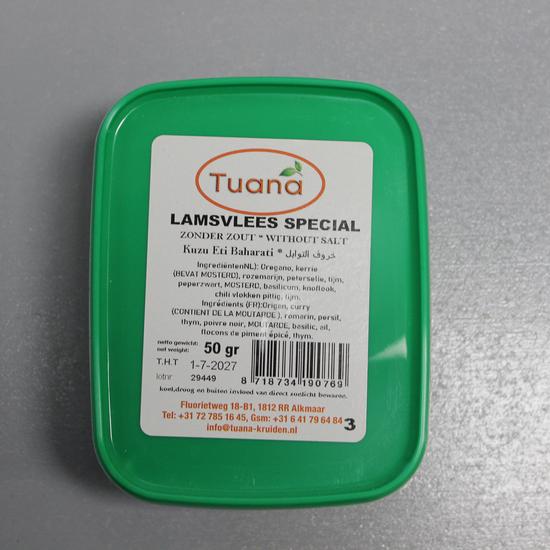 Tuana
LAMSVLEES SPECIAL
ZONDER ZOUT * WITHOUT SALT
Kuzu Eti Baharati * خروف التوابل
IngrediëntenNL): Oregano, kerrie
(BEVAT MOSTERD), rozemarijn, peterselie, tijm,
peperzwart, MOSTERD, basilicum, knoflook,
chili vlokken pittig, tijm.
Ingrédients (FR):Origan, curry
(CONTIENT DE LA MOUTARDE ), romarin, persil,
thym, poivre noir, MOUTARDE, basilic, ail,
flocons de piment épicé, thym.
netto gewicht:
net weight: 50 gr
T.H.T 1-7-2027
lotnr 29449
8 718734 190769
koel,droog en buiten invloed van direct zonlicht bewaren.
Fluorietweg 18-B1, 1812 RR Alkmaar
Tel: +31 72 785 16 45, Gsm: +31 6 41 79 64 84
info@tuana-kruiden.nl
3